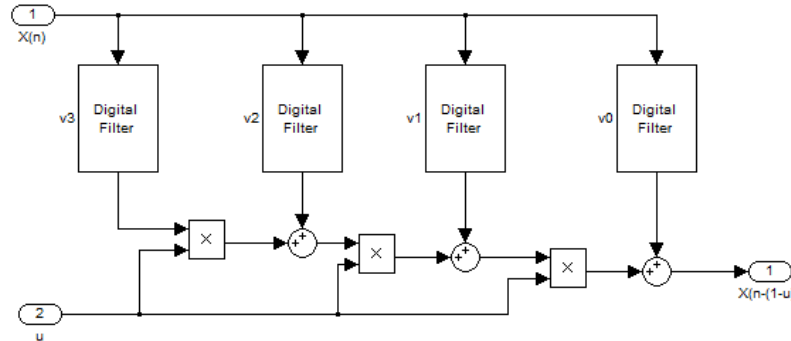 1
X(n)
v3
Digital
Filter
v2
Digital
Filter
v1
Digital
Filter
v0
Digital
Filter
×
+
+
×
+
+
×
+
+
1
X(n-(1-u
2
u